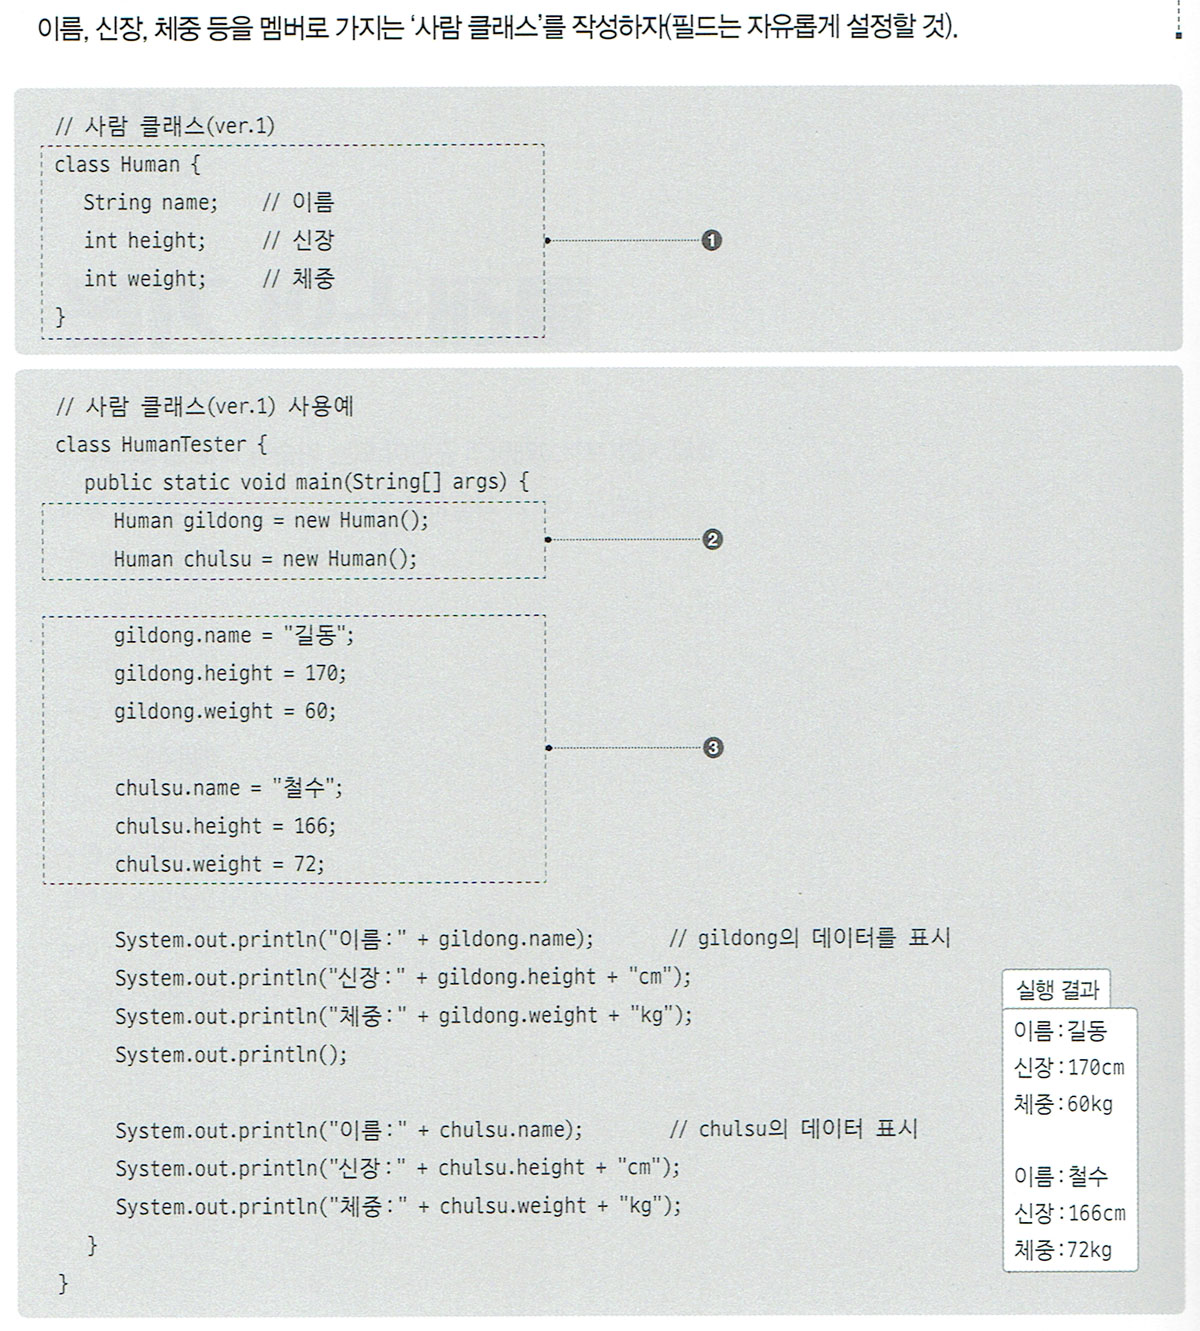 이름, 신장, 체중 등을 멤버로 가지는 ‘사람 클래스’를 작성하자(필드는 자유롭게 설정할 것).
// 사람 클래스(ver.1)
class Human {
String name; // 이름
int height; // 신장
int weight; // 체중
}
❶
// 사람 클래스(ver.1) 사용예
class HumanTester {
public static void main(String[] args) {
Human gildong = new Human();
Human chulsu = new Human();
❷
gildong.name = "길동";
gildong.height = 170;
gildong.weight = 60;
❸
chulsu.name = "철수";
chulsu.height = 166;
chulsu.weight = 72;
System.out.println("이름:" + gildong.name); // gildong의 데이터를 표시
System.out.println("신장:" + gildong.height + "cm");
System.out.println("체중:" + gildong.weight + "kg");
System.out.println();
System.out.println("이름:" + chulsu.name); // chulsu의 데이터 표시
System.out.println("신장:" + chulsu.height + "cm");
System.out.println("체중:" + chulsu.weight + "kg");
}
}
실행 결과
이름:길동
신장:170cm
체중:60kg
이름:철수
신장:166cm
체중:72kg